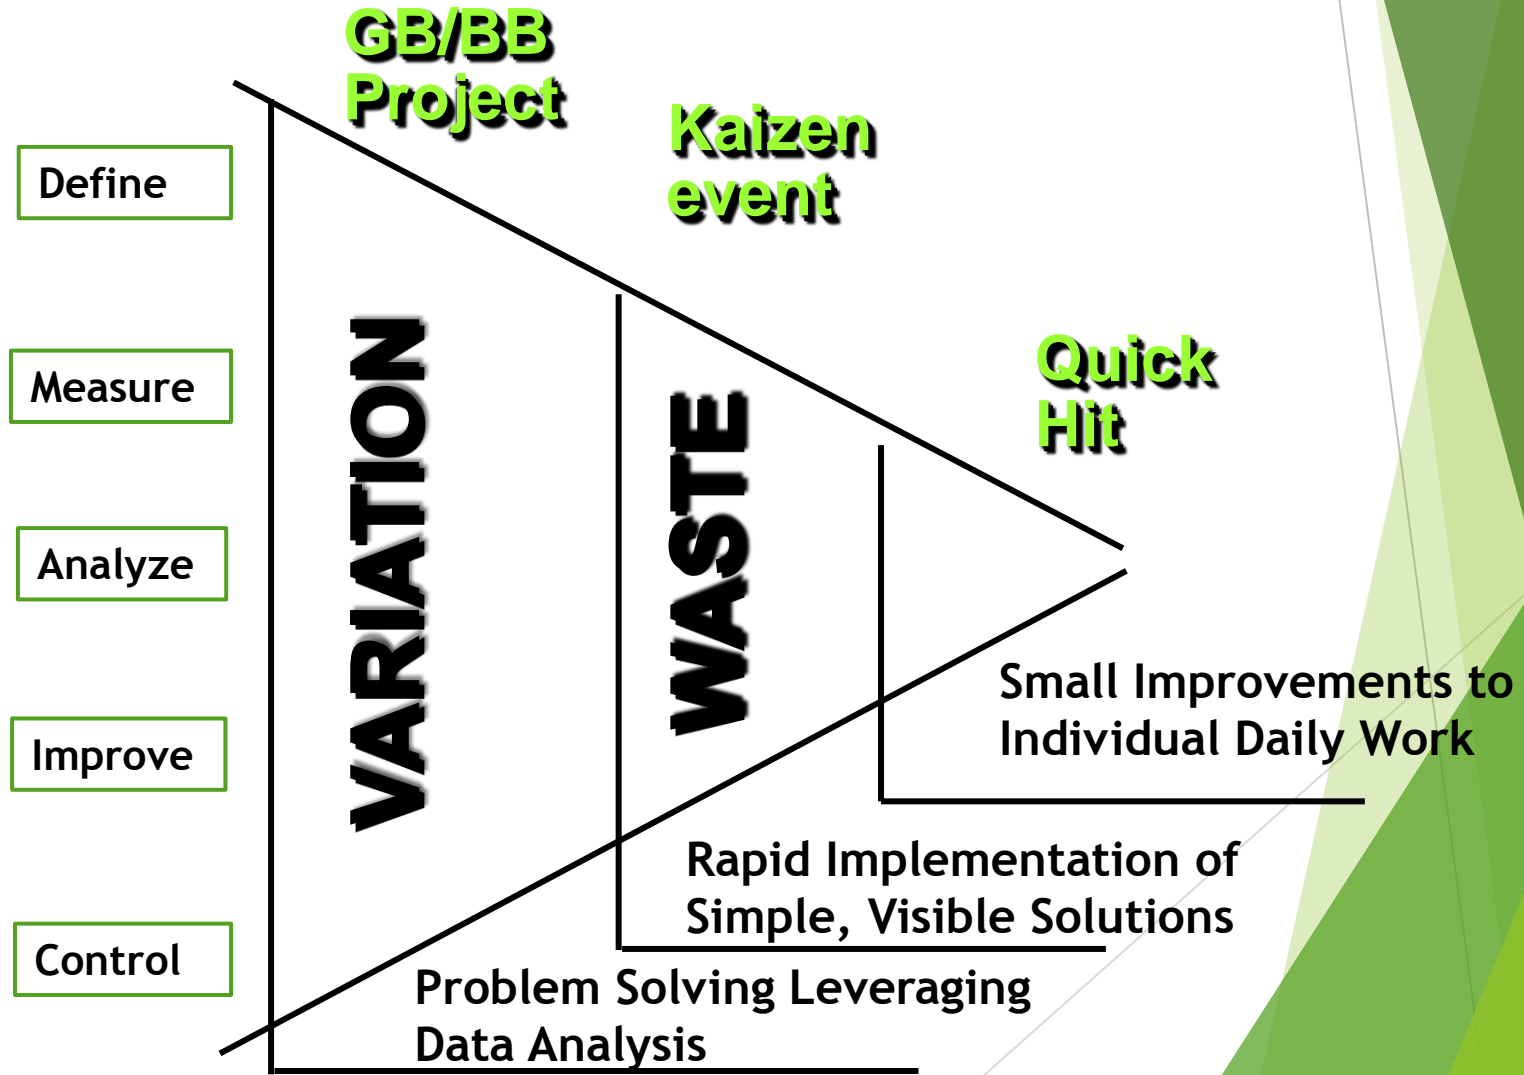 GB/BB
Project
Kaizen
event
Quick
Hit
Define
Measure
Analyze
Improve
Control
VARIATION
WASTE
Small Improvements to
Individual Daily Work
Rapid Implementation of
Simple, Visible Solutions
Problem Solving Leveraging
Data Analysis